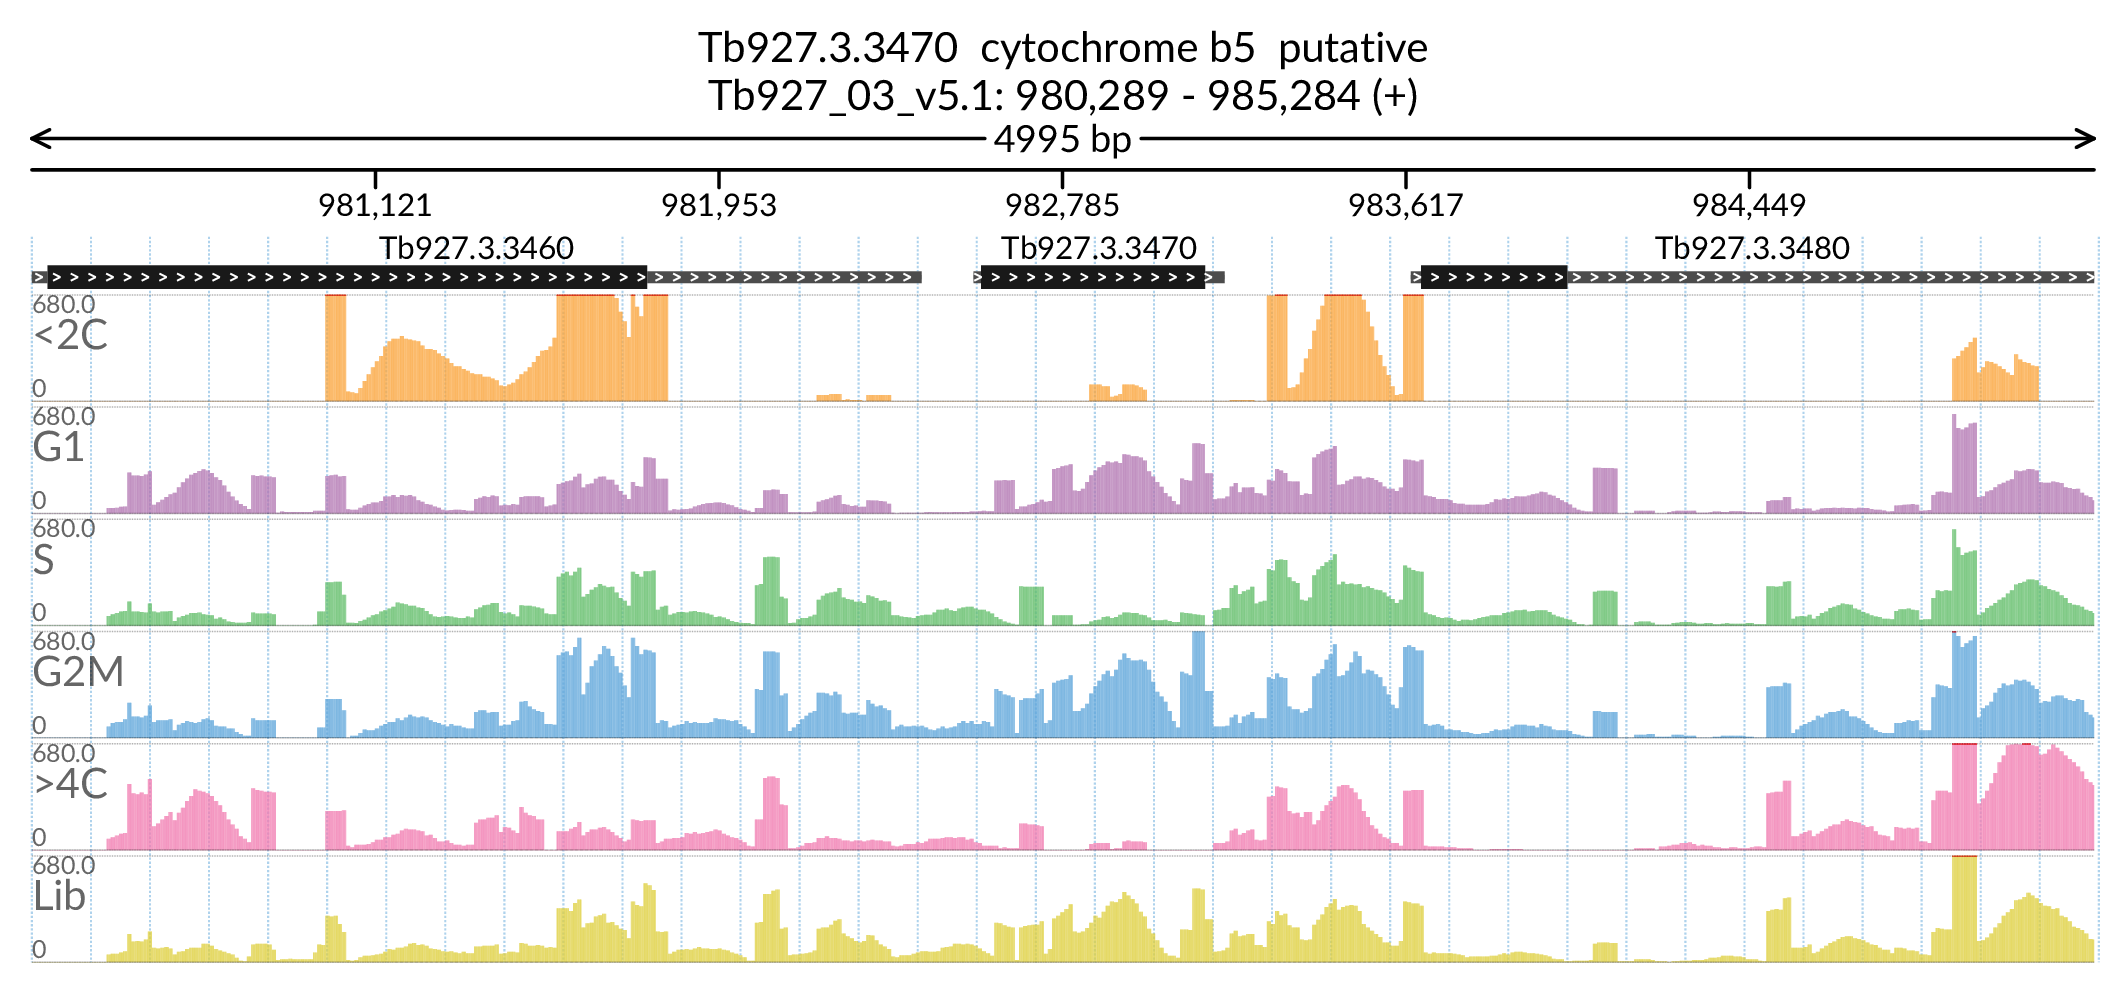 Tb927.3.3470 cytochrome b5 putative
Tb927_03_v5.1: 980,289 - 985,284 (+)
4995 bp
981,121 981,953 982,785 983,617 984,449
Tb927.3.3460 Tb927.3.3470 Tb927.3.3480
680.0
<2C
0
680.0
G1
0
680.0
S
0
680.0
G2M
0
680.0
>4C
0
680.0
Lib
0